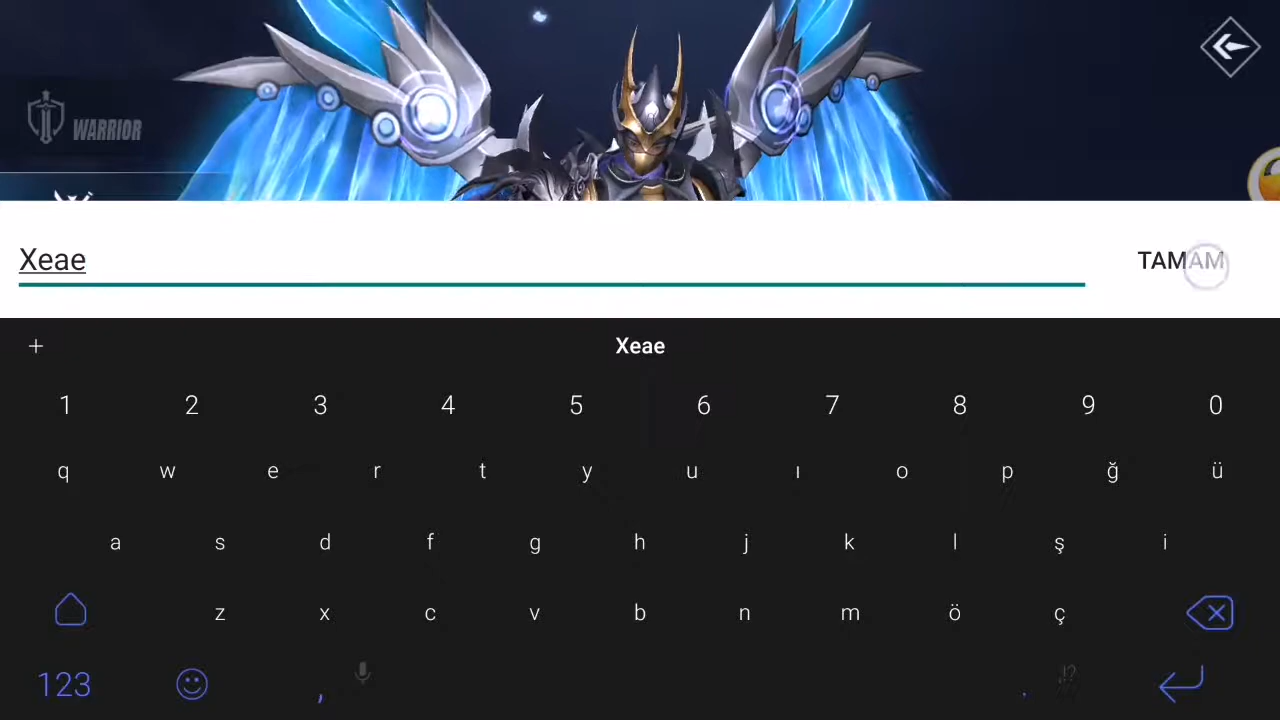 WARRIOR
Xeae
TAMAM
+ Xeae
1 2 3 4 5 6 7 8 9 0
q w e r t y u ı o p ğ ü
a s d f g h j k l ş i
z x c v b n m ö ç
123 , . !?